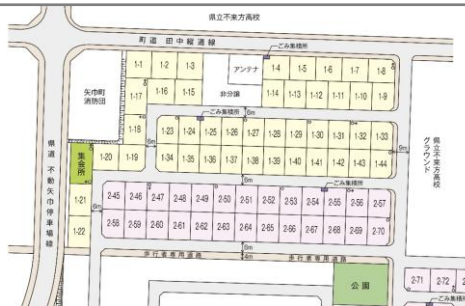 県立不来方高校
町道 田中縦道線
ごみ集積所
1-1 1-2 1-3
アンテナ
1-4 1-5 1-6 1-7 1-8
矢巾町
消防団
1-17 1-16 1-15
非分譲
1-14 1-13 1-12 1-11 1-10 1-9
ごみ集積所
6m
1-18
1-23 1-24 1-25 1-26 1-27 1-28 1-29 1-30 1-31 1-32 1-33
県道 不動矢巾停車場線
集会所
1-20 1-19
6m
1-34 1-35 1-36 1-37 1-38 1-39 1-40 1-41 1-42 1-43 1-44
9m
県立不来方高校
グラウンド
6m
ごみ集積所
1-21
1-22
6m
2-45 2-46 2-47 2-48 2-49 2-50 2-51 2-52 2-53 2-54 2-55 2-56 2-57
2-58 2-59 2-60 2-61 2-62 2-63 2-64 2-65 2-66 2-67 2-68 2-69 2-70
6m
歩行者専用道路
4m
歩行者専用道路
公園
2-71 2-72
ごみ集積所